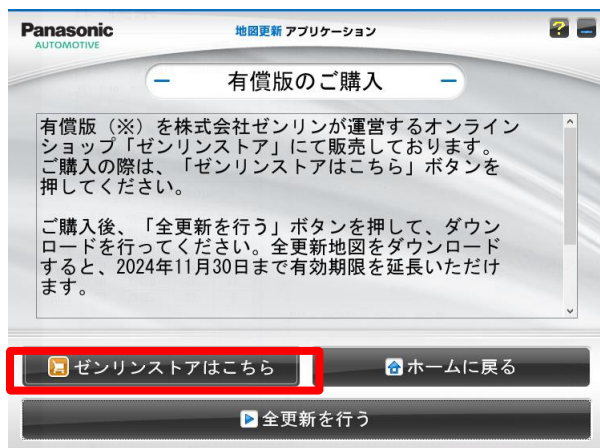 Panasonic
AUTOMOTIVE
地図更新 アプリケーション
?
有償版のご購入
有償版(※)を株式会社ゼンリンが運営するオンライン
ショップ「ゼンリンストア」にて販売しております。
ご購入の際は、「ゼンリンストアはこちら」ボタンを
押してください。
ご購入後、「全更新を行う」ボタンを押して、ダウン
ロードを行ってください。全更新地図をダウンロード
すると、2024年11月30日まで有効期限を延長いただけ
ます。
ゼンリンストアはこちら
ホームに戻る
全更新を行う